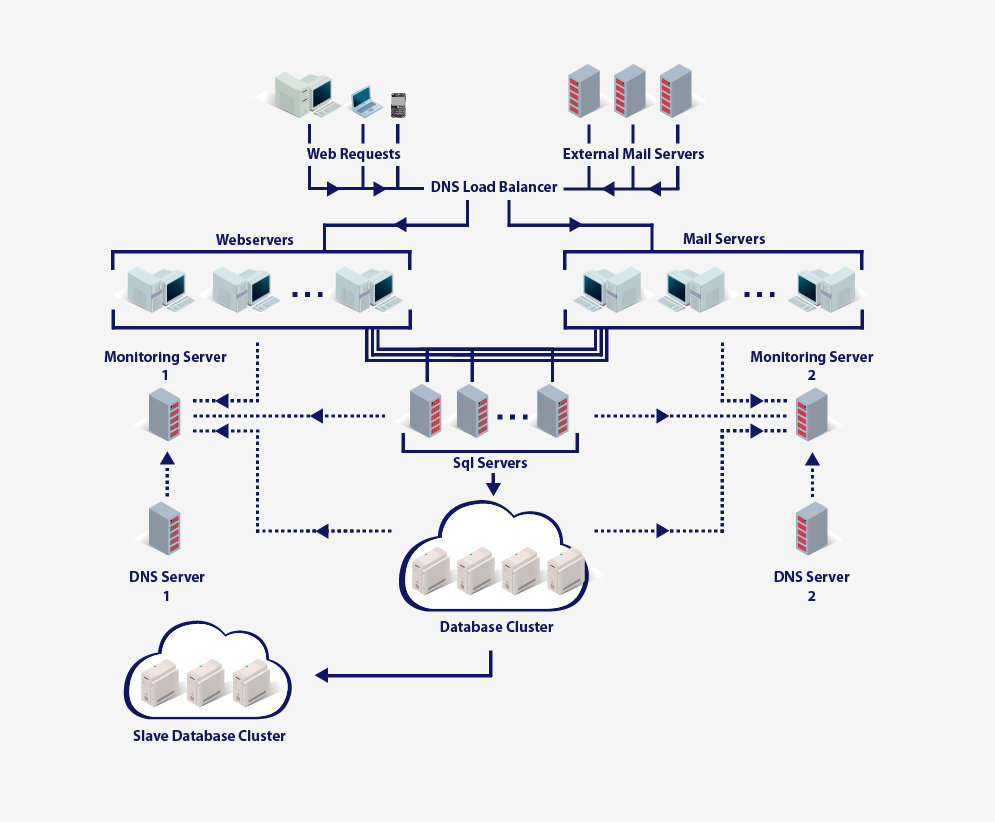 Web Requests
External Mail Servers
DNS Load Balancer
Webservers
Mail Servers
Monitoring Server
1
Monitoring Server
2
Sql Servers
DNS Server
1
DNS Server
2
Database Cluster
Slave Database Cluster